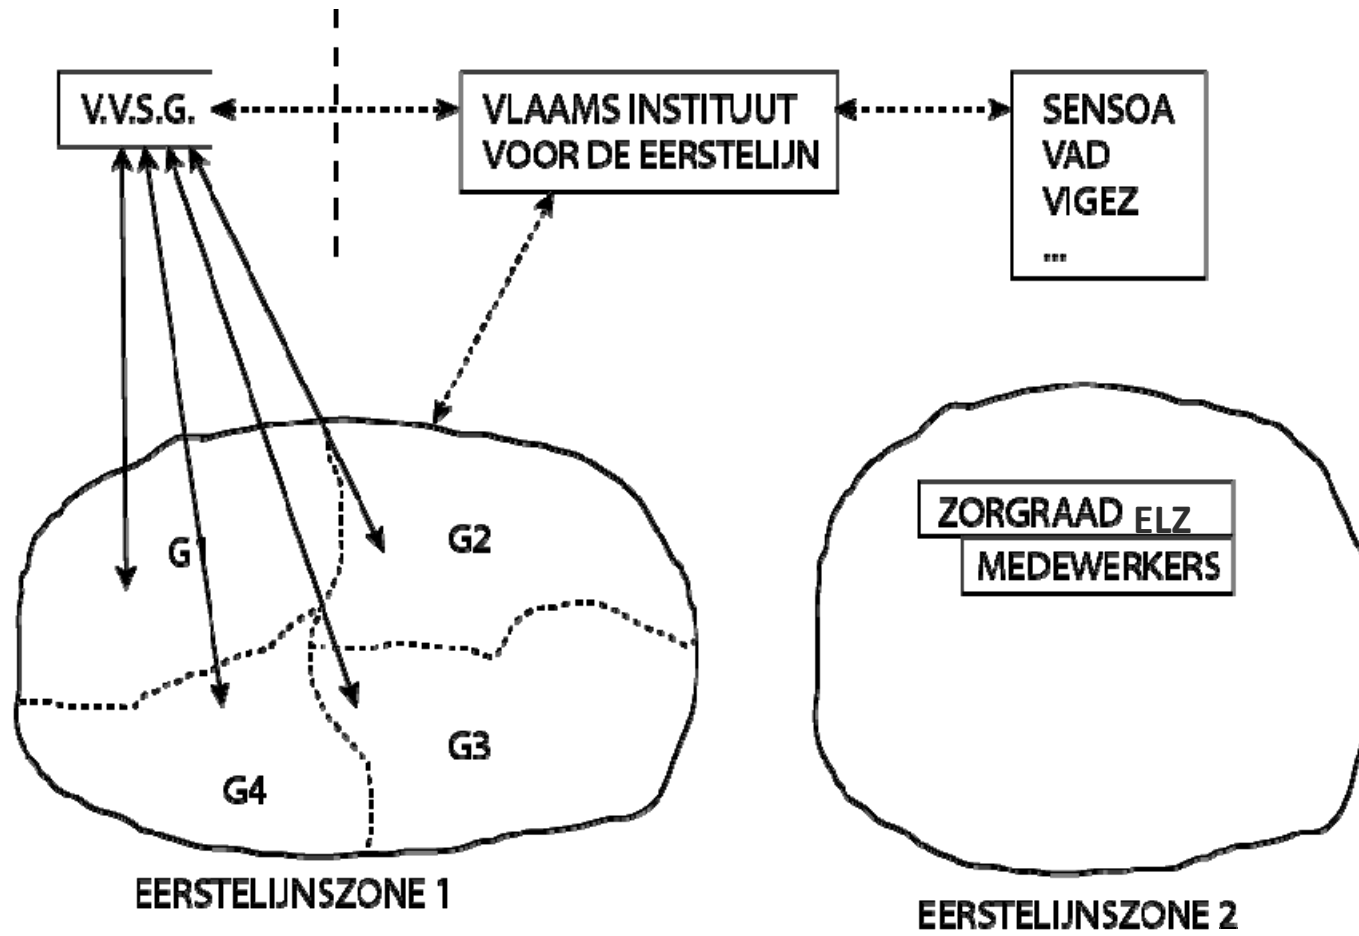 V.V.S.G.
VLAAMS INSTITUUT
VOOR DE EERSTELIJN
SENSOA
VAD
VIGEZ
...
G1
G2
G3
G4
EERSTELIJNSZONE 1
ZORGRAAD ELZ
MEDEWERKERS
EERSTELIJNSZONE 2